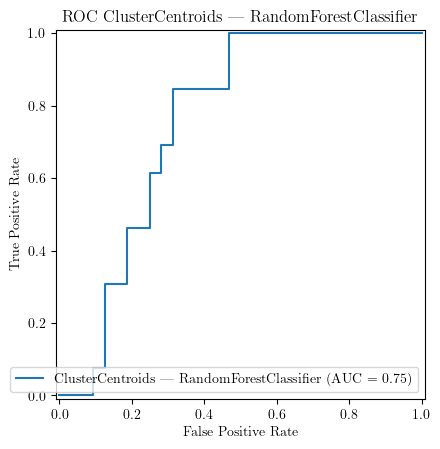 ROC ClusterCentroids — RandomForestClassifier
1.0
0.8
0.6
0.4
0.2
0.0
True Positive Rate
ClusterCentroids — RandomForestClassifier (AUC = 0.75)
0.0 0.2 0.4 0.6 0.8 1.0
False Positive Rate